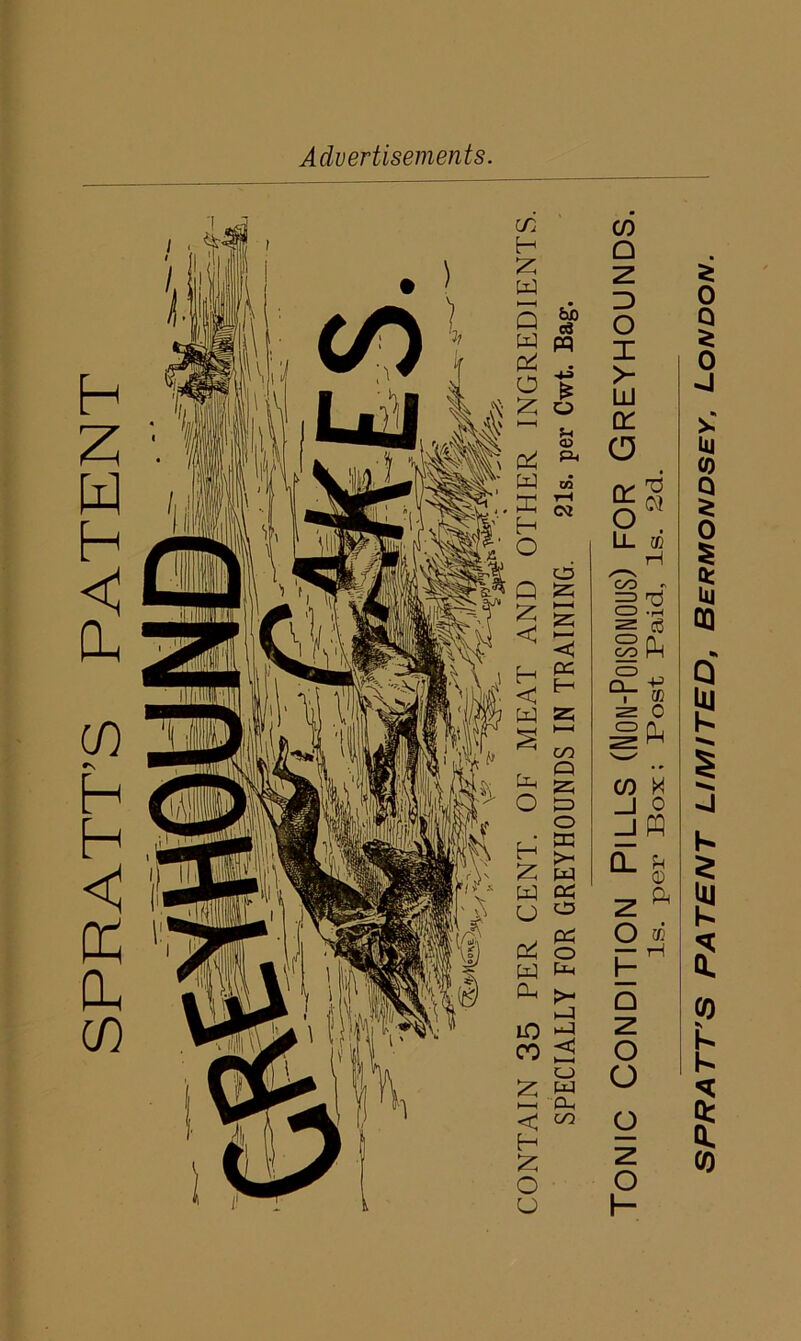 Advertisements.
SPRATT'S PATENT
GREYHOUND CAKES.
CONTAIN 35 PER CENT. OF MEAT AND OTHER INGREDIENTS.
SPECIALLY FOR GREYHOUNDS IN TRAINING. 21s. per Cwt. Bag.
TONIC CONDITION PILLS (NON-POISONOUS) FOR GREYHOUNDS.
1s. per Box; Post Paid, 1s. 2d.
SPRATT'S PATENT LIMITED, BERMONDSEY, LONDON.